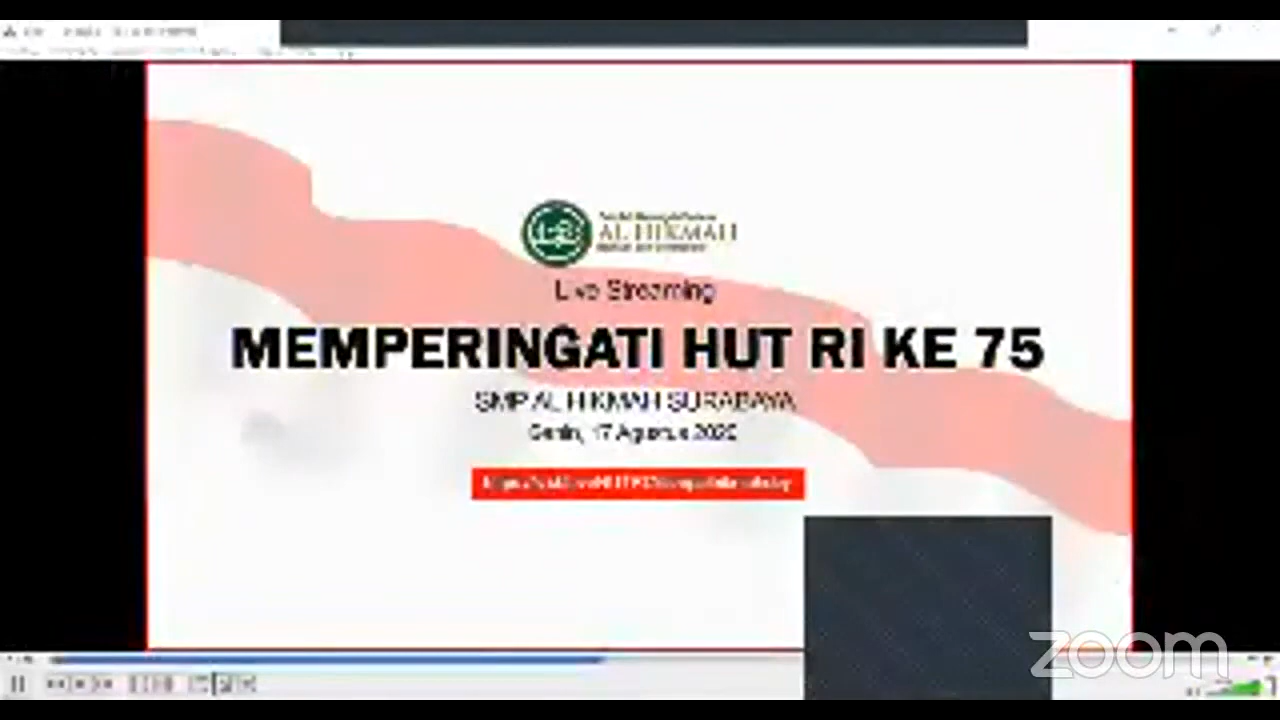 AL HIKMAH
Live Streaming
MEMPERINGATI HUT RI KE 75
SMP AL HIKMAH SURABAYA
Senin, 17 Agustus 2020
zoom